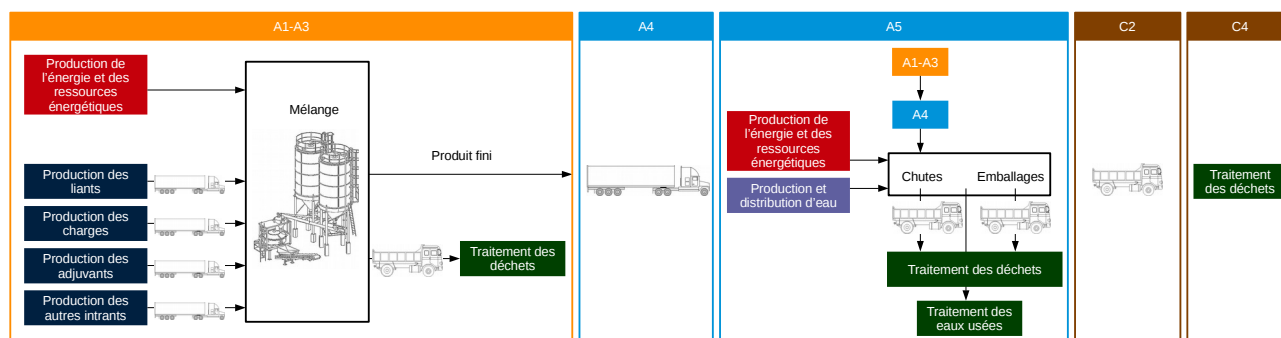 A1-A3
Production de
l'énergie et des
ressources
énergétiques
Mélange
Produit fini
Production des
liants
Production des
charges
Production des
adjuvants
Production des
autres intrants
Traitement des
déchets
A4
A5
A1-A3
A4
Production de
l'énergie et des
ressources
énergétiques
Production et
distribution d'eau
Chutes
Emballages
Traitement des déchets
Traitement des
eaux usées
C2
C4
Traitement
des déchets